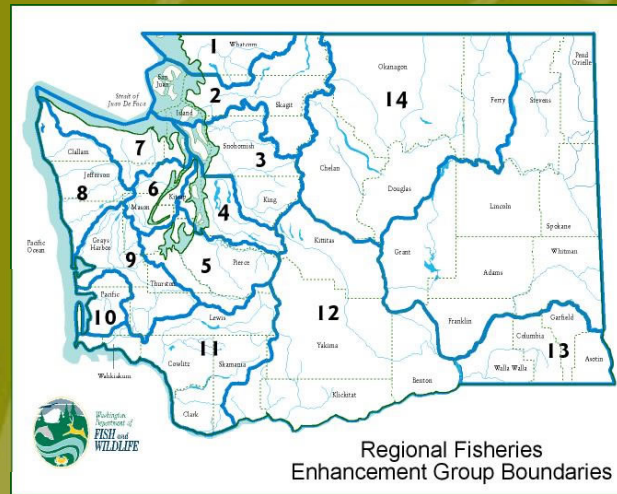 1
Whatcom
San
Juan
Strait of
Juan De Fuca
2
Island
Skagit
Okanogan
Ferry
Stevens
Pend
Oreille
14
7
Clallam
Jefferson
8
6
Mason
Kitsap
Snohomish
3
4
King
Chelan
Douglas
Lincoln
Spokane
Pacific
Ocean
Grays
Harbor
9
5
Pierce
Thurston
Kittitas
Grant
Adams
Whitman
Pacific
10
Lewis
12
Yakima
Franklin
Garfield
Columbia
13
Asotin
Walla Walla
11
Cowlitz
Skamania
Wahkiakum
Clark
Klickitat
Benton
Washington
Department of
FISH and
WILDLIFE
Regional Fisheries
Enhancement Group Boundaries